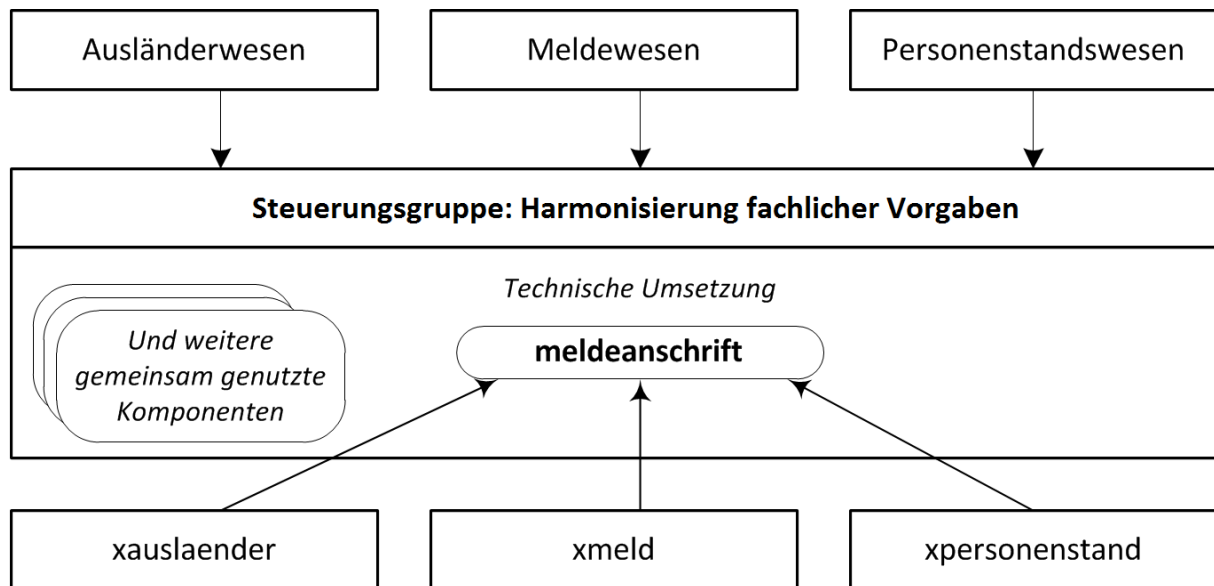 Ausländerwesen
Meldewesen
Personenstandswesen
Steuerungsgruppe: Harmonisierung fachlicher Vorgaben
Technische Umsetzung
Und weitere
gemeinsam genutzte
Komponenten
meldeanschrift
xauslaender
xmeld
xpersonenstand